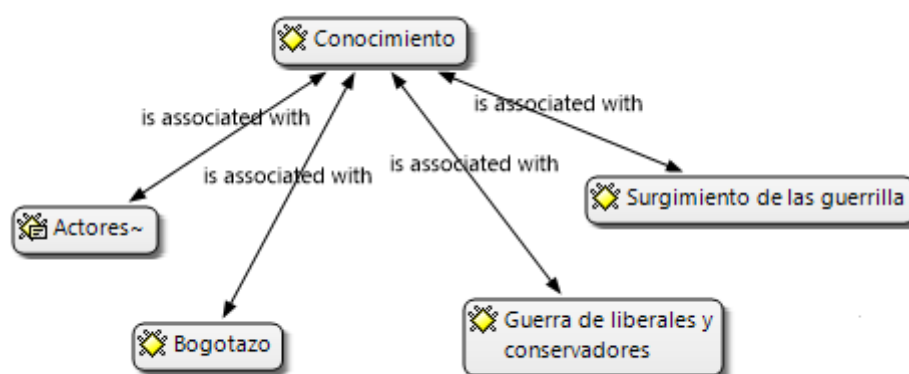 Conocimiento
is associated with
is associated with
is associated with
is associated with
Surgimiento de las guerrilla
Actores~
Bogotazo
Guerra de liberales y
conservadores